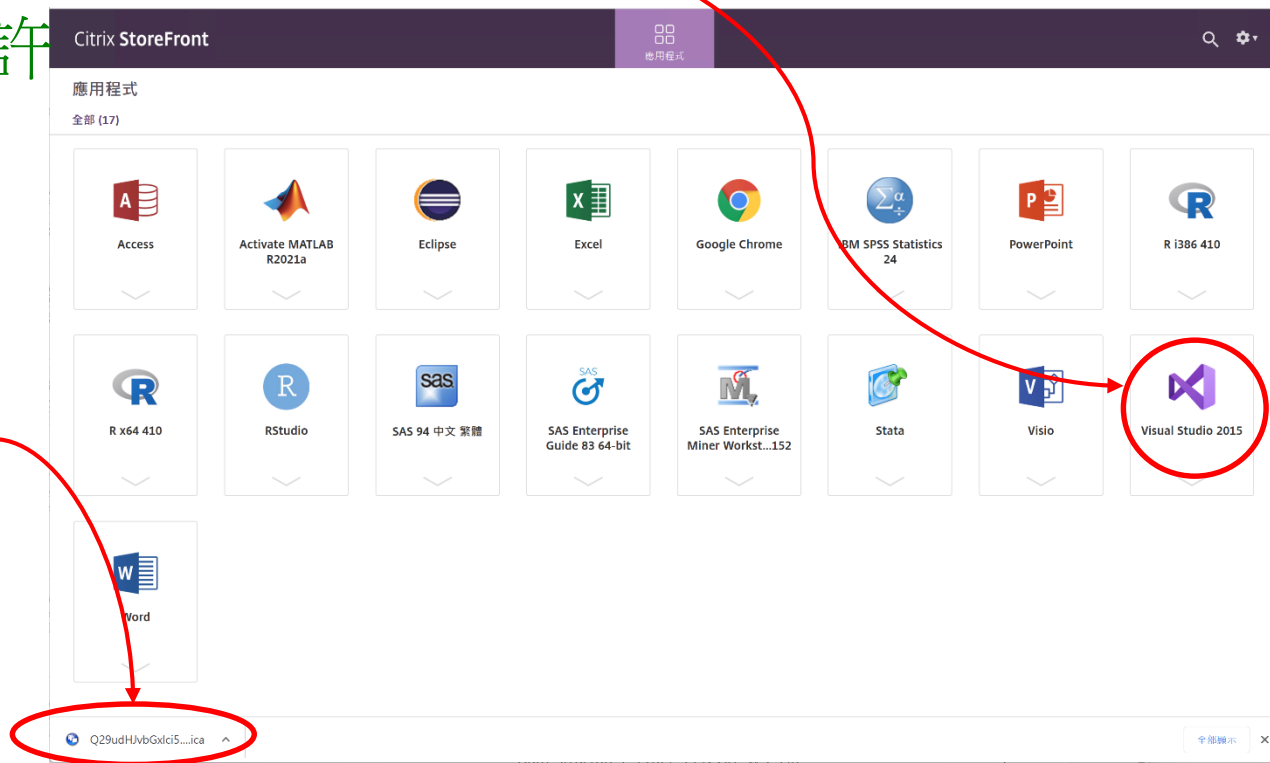 許
Citrix StoreFront
應用程式
應用程式
全部 (17)
Access
Activate MATLAB
R2021a
Eclipse
Excel
Google Chrome
IBM SPSS Statistics
24
PowerPoint
R i386 410
R x64 410
RStudio
SAS 94 中文 繁體
SAS Enterprise
Guide 83 64-bit
SAS Enterprise
Miner Workst...152
Stata
Visio
Visual Studio 2015
Word
Q29udHJvbGxlci5....ica
全部顯示